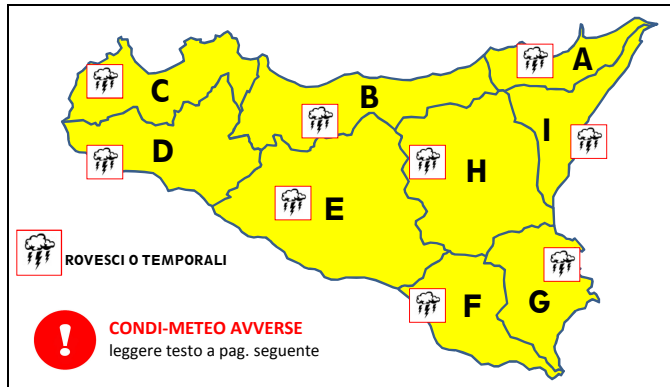 A
C
B
I
D
H
E
ROVESCI O TEMPORALI
F
G
CONDI-METEO AVVERSE
leggere testo a pag. seguente